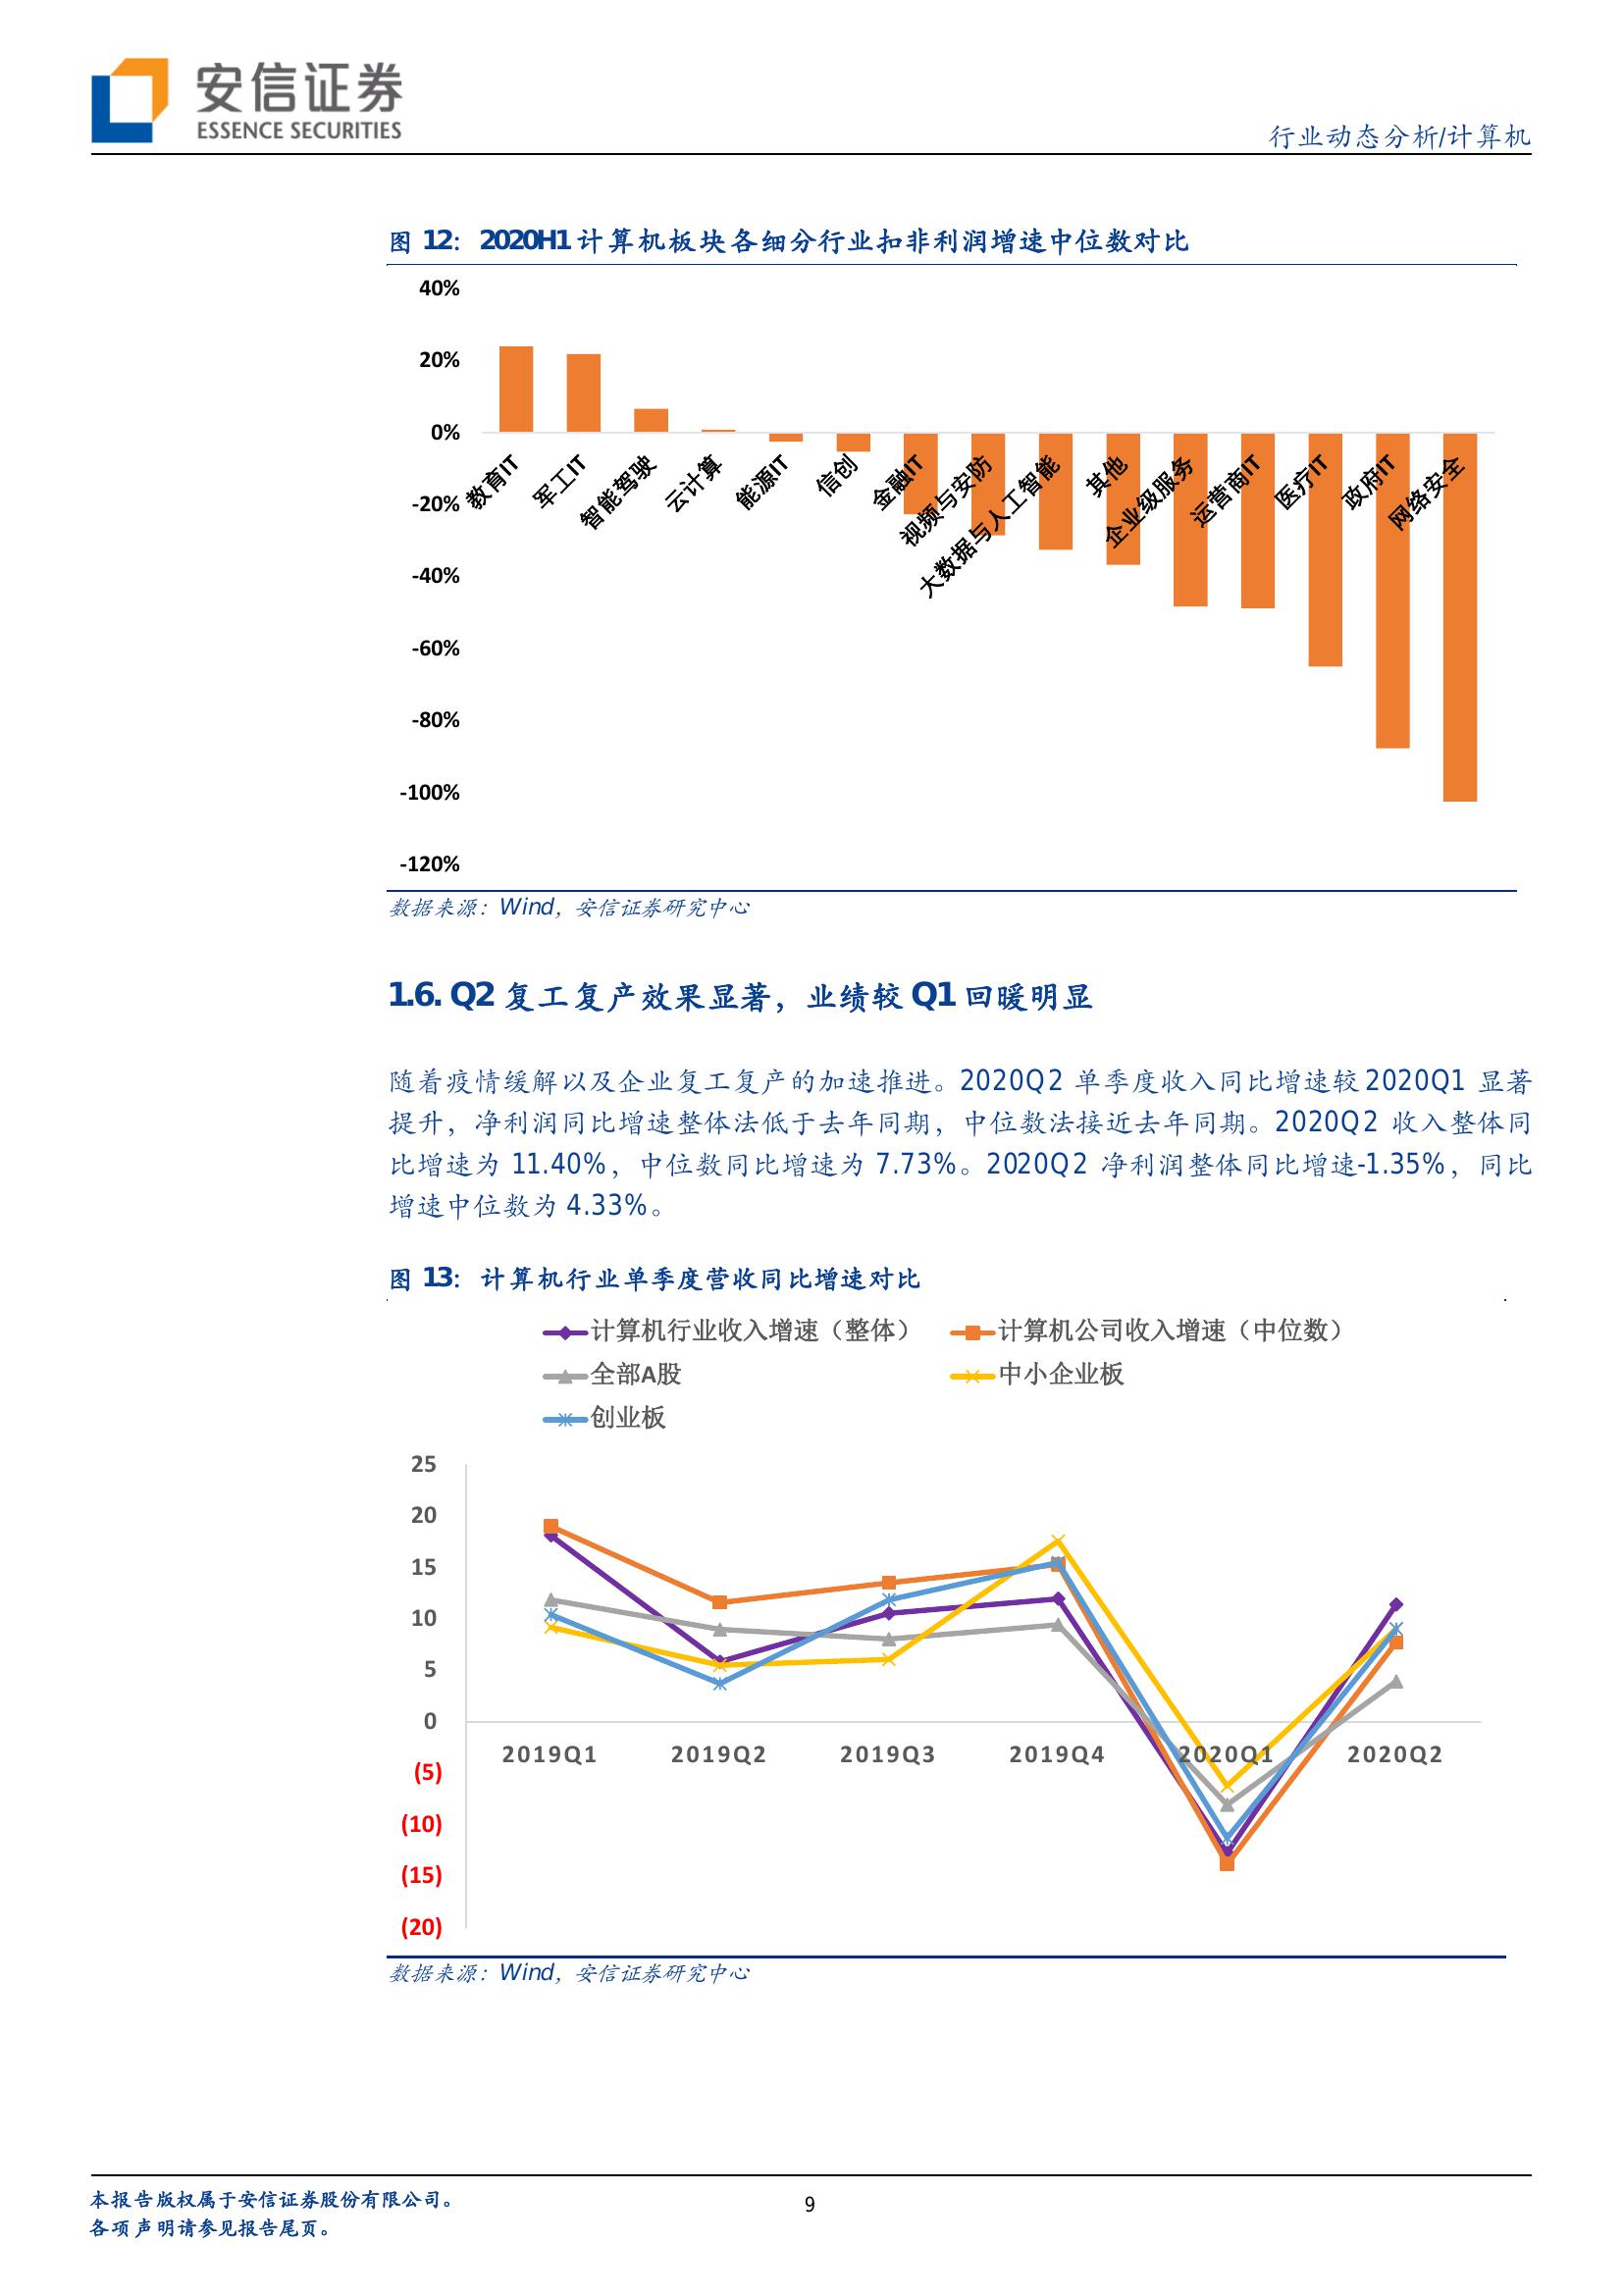 安信证券
ESSENCE SECURITIES
行业动态分析/计算机
图 12: 2020H1计算机板块各细分行业扣非利润增速中位数对比
40%
20%
0%
-20%
-40%
-60%
-80%
-100%
-120%
教育IT
军工IT
智能驾驶
云计算
能源IT
信创
金融IT
视频与安防
大数据与人工智能
其他
企业级服务
运营商IT
医疗IT
政府IT
网络安全
数据来源：Wind，安信证券研究中心
1.6. Q2 复工复产效果显著，业绩较 Q1 回暖明显
随着疫情缓解以及企业复工复产的加速推进。2020Q2 单季度收入同比增速较 2020Q1 显著
提升，净利润同比增速整体法低于去年同期，中位数法接近去年同期。2020Q2 收入整体同
比增速为 11.40%，中位数同比增速为 7.73%。2020Q2 净利润整体同比增速-1.35%，同比
增速中位数为 4.33%。
图 13: 计算机行业单季度营收同比增速对比
计算机行业收入增速（整体） 计算机公司收入增速（中位数）
全部A股 中小企业板
创业板
25
20
15
10
5
0
(5)
(10)
(15)
(20)
2019Q1 2019Q2 2019Q3 2019Q4 2020Q1 2020Q2
数据来源：Wind，安信证券研究中心
本报告版权属于安信证券股份有限公司。
各项声明请参见报告尾页。
9